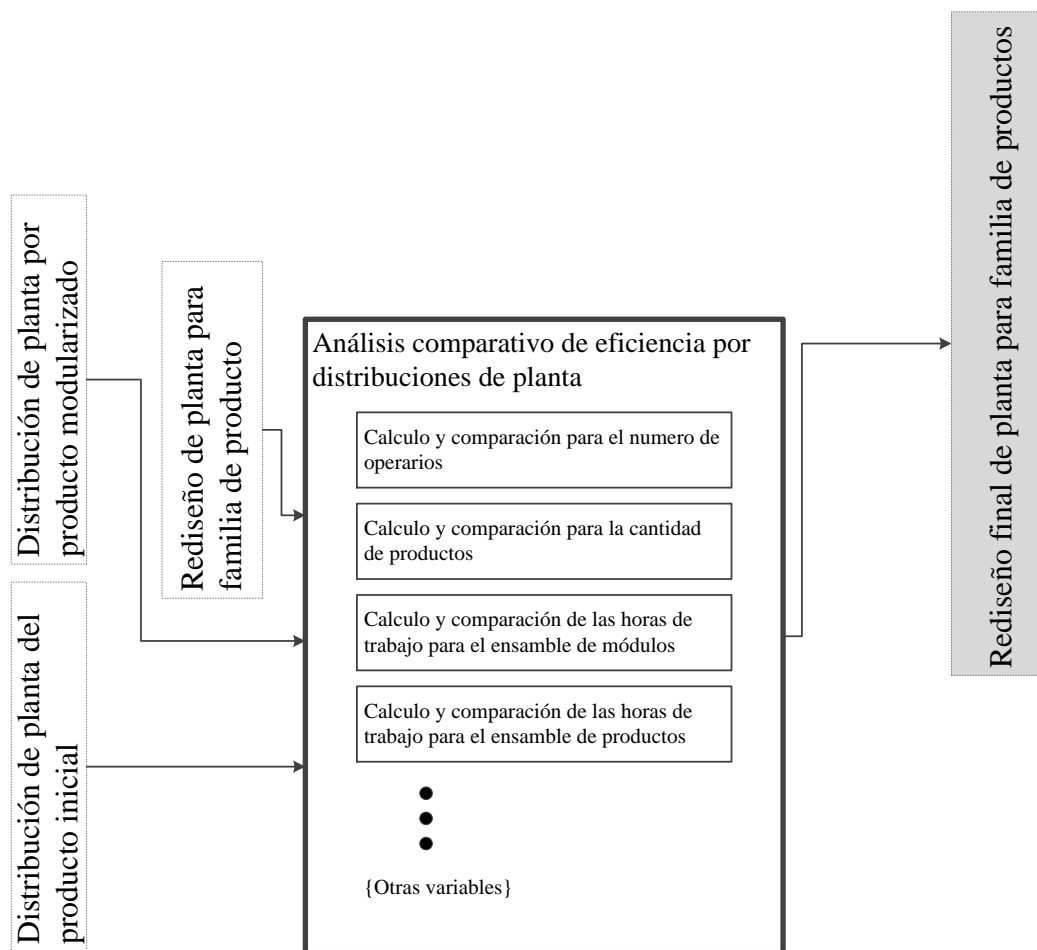 Distribución de planta por
producto modularizado
Distribución de planta del
producto inicial
Rediseño de planta para
familia de producto
Análisis comparativo de eficiencia por
distribuciones de planta
Calculo y comparación para el numero de
operarios
Calculo y comparación para la cantidad
de productos
Calculo y comparación de las horas de
trabajo para el ensamble de módulos
Calculo y comparación de las horas de
trabajo para el ensamble de productos
{Otras variables}
Rediseño final de planta para familia de productos